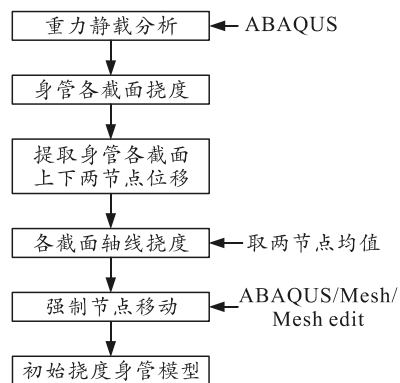 重力静载分析
ABAQUS
身管各截面挠度
提取身管各截面
上下两节点位移
各截面轴线挠度
取两节点均值
强制节点移动
ABAQUS/Mesh/
Mesh edit
初始挠度身管模型